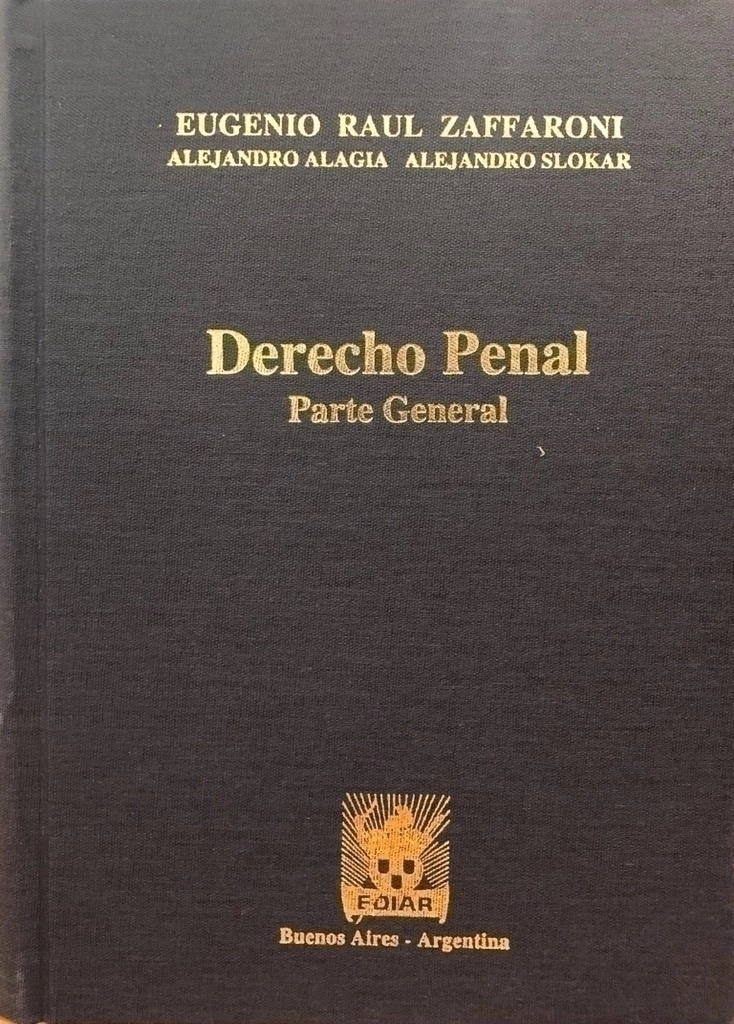 EUGENIO RAUL ZAFFARONI
ALEJANDRO ALAGIA ALEJANDRO SLOKAR
Derecho Penal
Parte General
EDIAR
Buenos Aires - Argentina